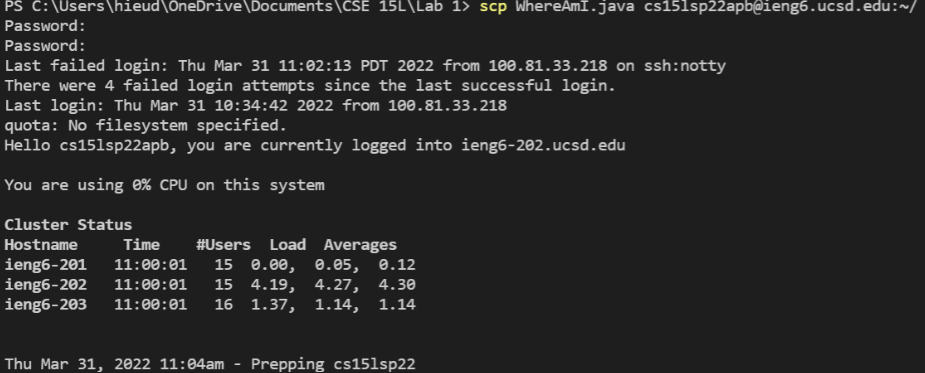 PS C:\Users\hieud\OneDrive\Documents\CSE 15L\Lab 1> scp WhereAmI.java cs15lsp22apb@ieng6.ucsd.edu:~/
Password:
Password:
Last failed login: Thu Mar 31 11:02:13 PDT 2022 from 100.81.33.218 on ssh:notty
There were 4 failed login attempts since the last successful login.
Last login: Thu Mar 31 10:34:42 2022 from 100.81.33.218
quota: No filesystem specified.
Hello cs15lsp22apb, you are currently logged into ieng6-202.ucsd.edu
You are using 0% CPU on this system
Cluster Status
Hostname Time #Users Load Averages
ieng6-201 11:00:01 15 0.00, 0.05, 0.12
ieng6-202 11:00:01 15 4.19, 4.27, 4.30
ieng6-203 11:00:01 16 1.37, 1.14, 1.14
Thu Mar 31, 2022 11:04am - Prepping cs15lsp22